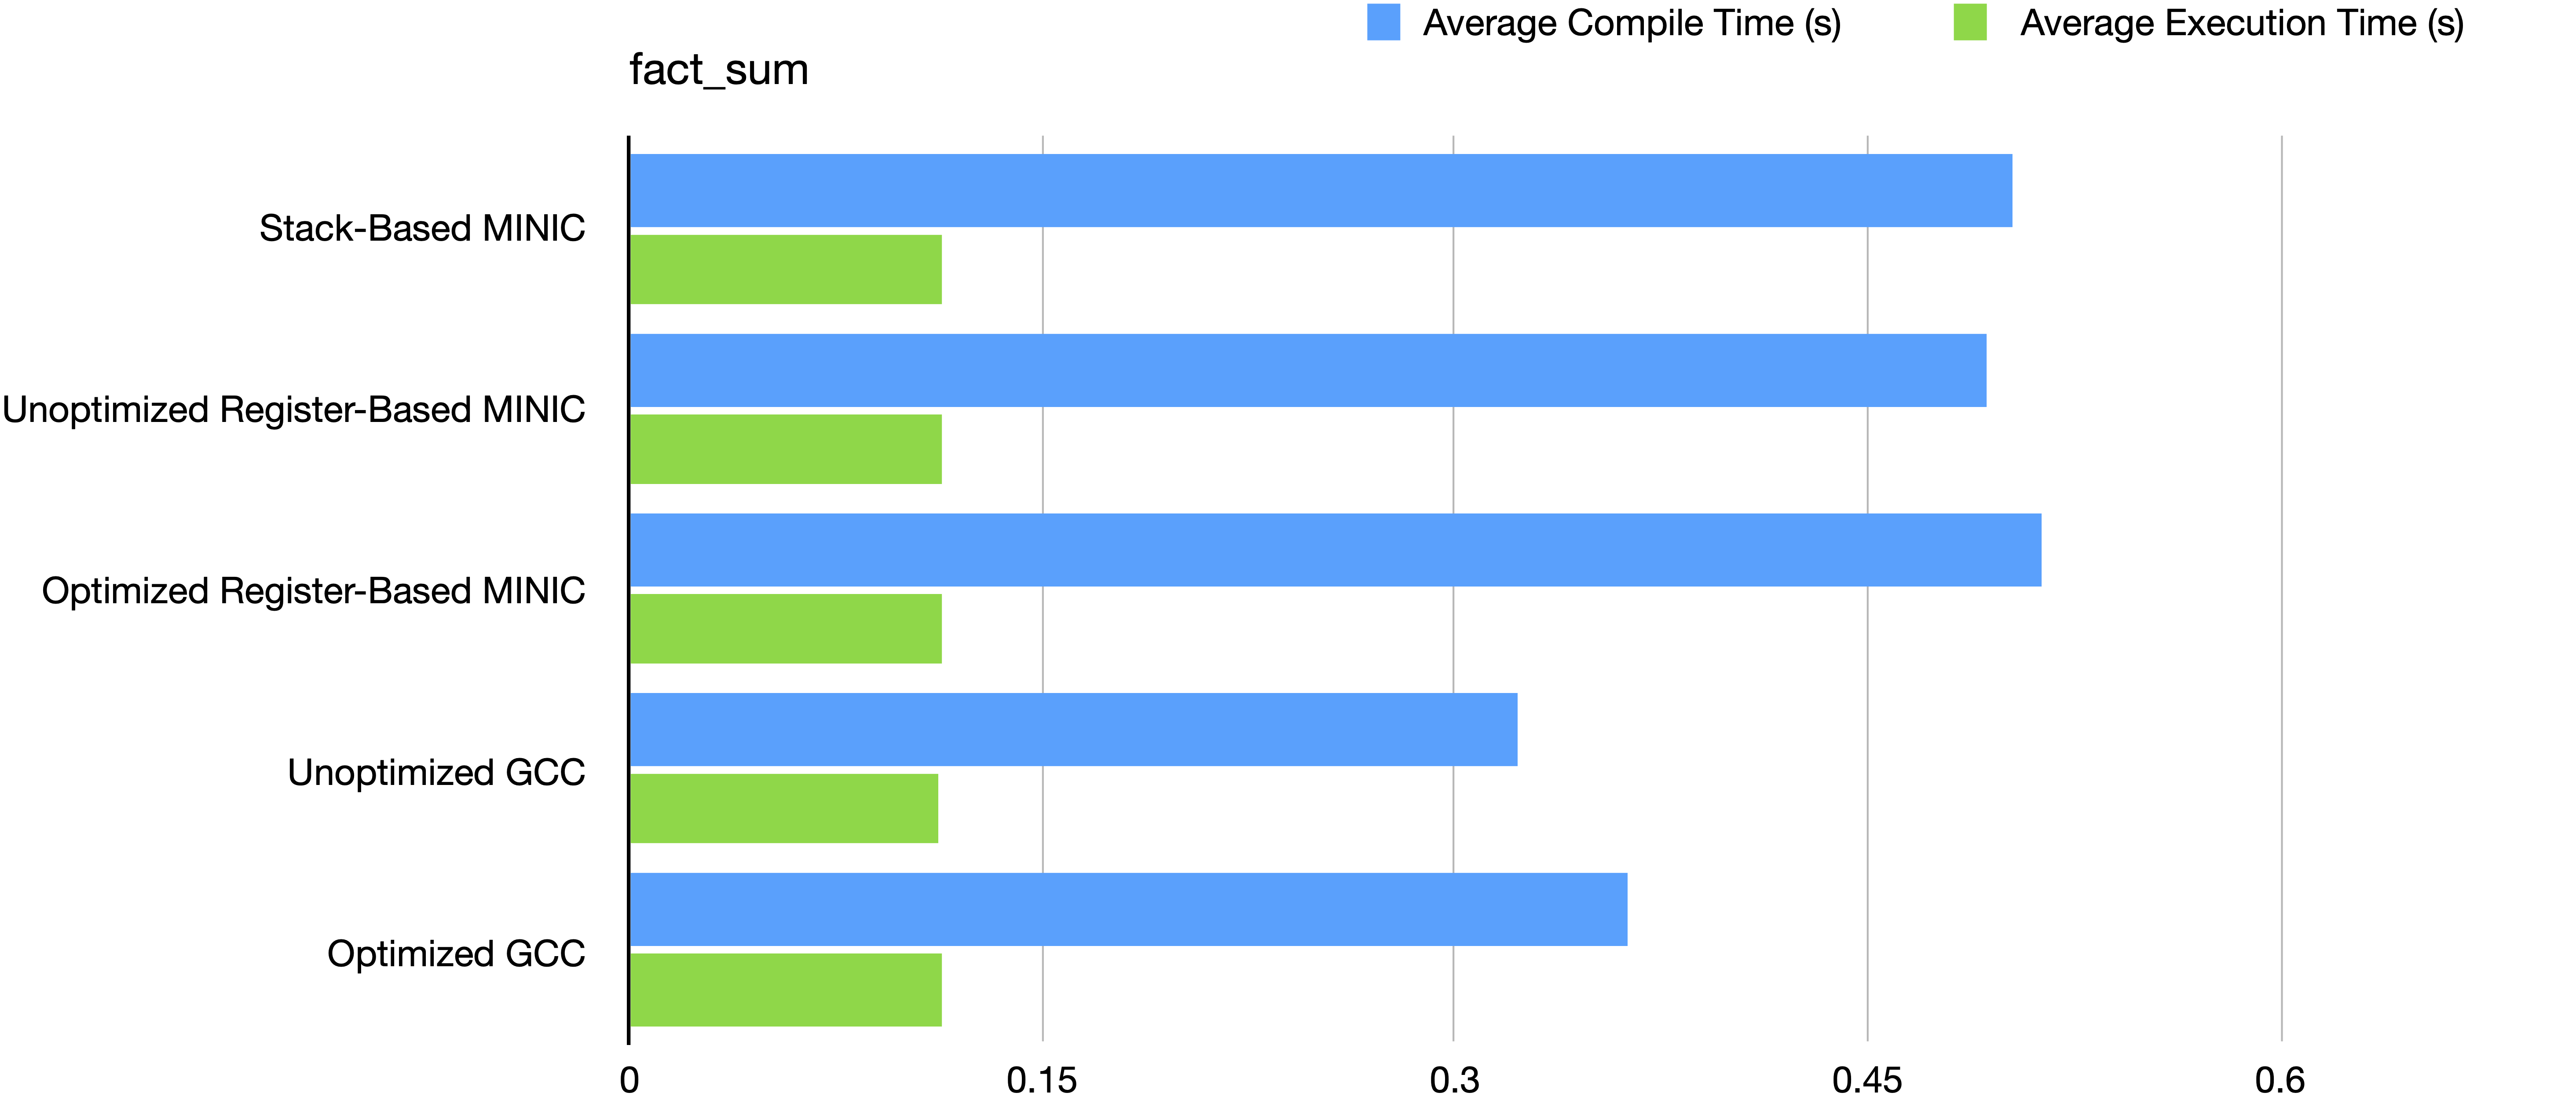 Average Compile Time (s) Average Execution Time (s)
fact_sum
Stack-Based MINIC
Unoptimized Register-Based MINIC
Optimized Register-Based MINIC
Unoptimized GCC
Optimized GCC
0 0.15 0.3 0.45 0.6